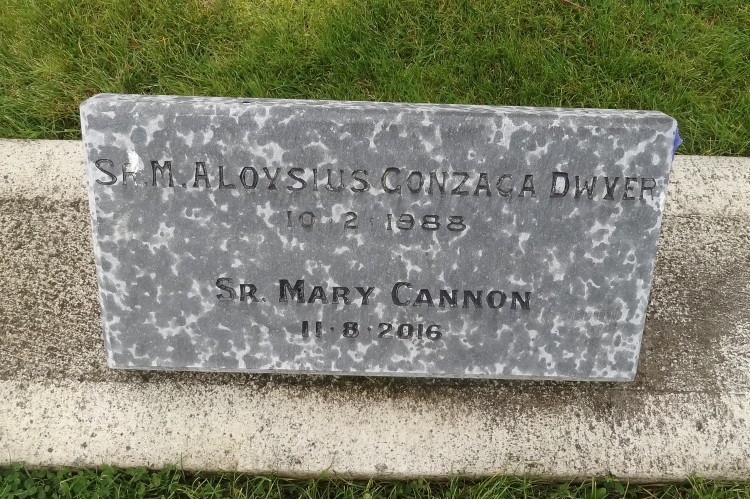 Sr. M. Aloysius Gonzaga Dwyer
10·2·1988
Sr. Mary Cannon
11·8·2016